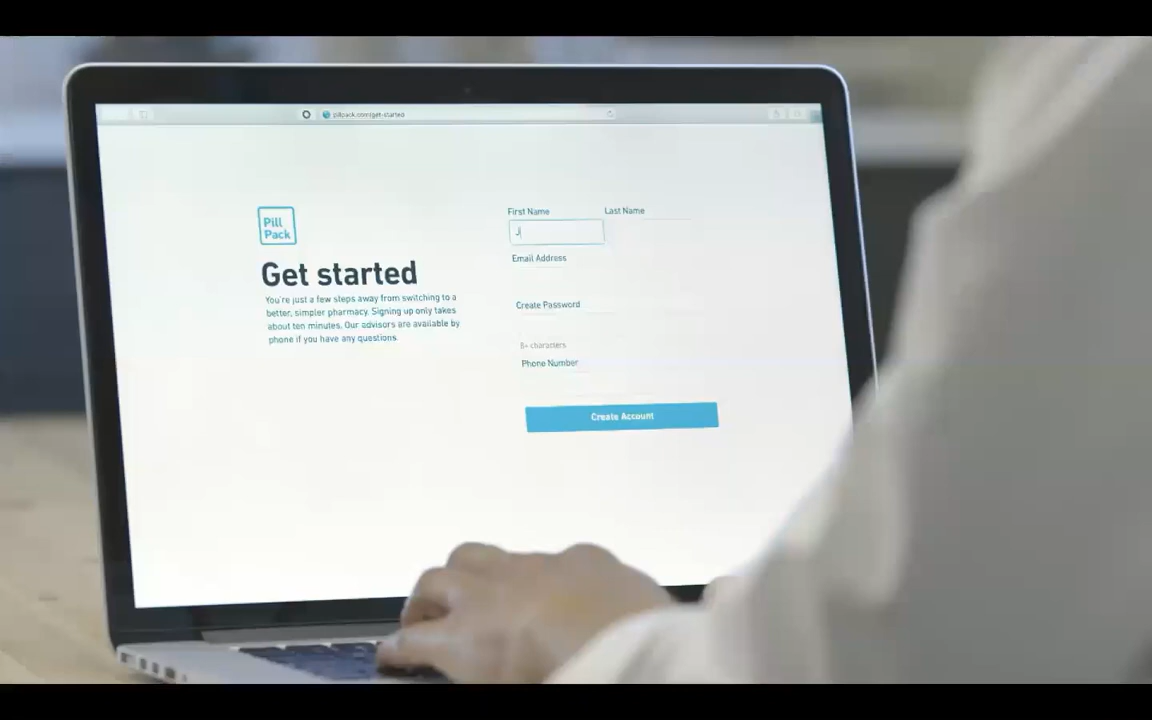 pillpack.com/get-started
Pill
Pack
Get started
You're just a few steps away from switching to a
better, simpler pharmacy. Signing up only takes
about ten minutes. Our advisors are available by
phone if you have any questions.
First Name
Last Name
J
Email Address
Create Password
8+ characters
Phone Number
Create Account